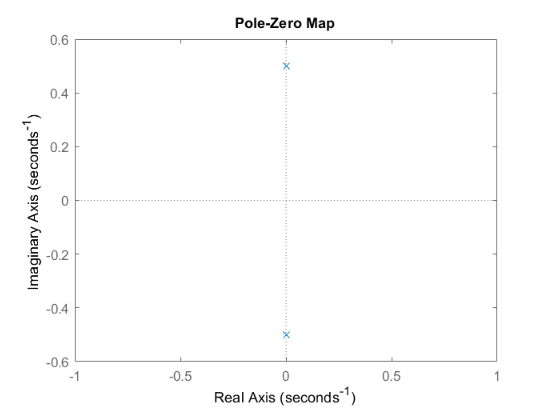 Pole-Zero Map
0.6
0.4
0.2
0
-0.2
-0.4
-0.6
Imaginary Axis (seconds⁻¹)
-1 -0.5 0 0.5 1
Real Axis (seconds⁻¹)